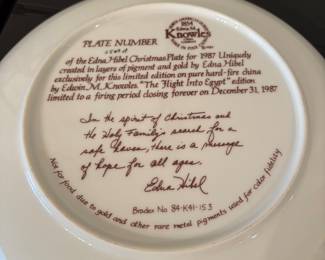 PLATE NUMBER
Knowles
of the Edna Hibel Christmas Plate for 1987 Uniquely
created in layers of pigment and gold by Edna Hibel
exclusively for this limited edition on pure hard-fire china
by Edwin M. Knowles. "The Flight Into Egypt" edition
limited to a firing period closing forever on December 31, 1987
In the spirit of Christmas and
the Holy Family's search for a
safe haven, there is a message
of hope for all ages.
Edna Hibel
Bradex No 84-K41-15.3
Not for food, due to gold and other rare metal pigments used for color fidelity